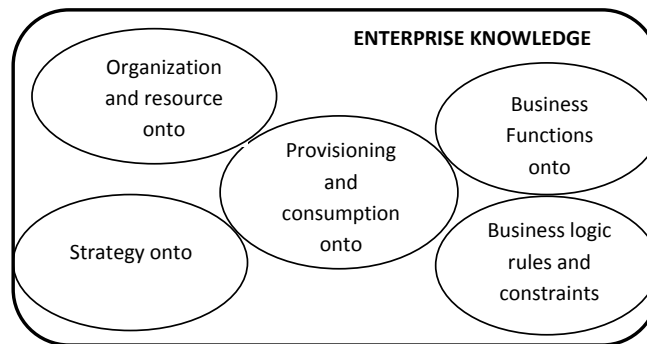 ENTERPRISE KNOWLEDGE
Organization
and resource
onto
Business
Functions
onto
Provisioning
and
consumption
onto
Strategy onto
Business logic
rules and
constraints